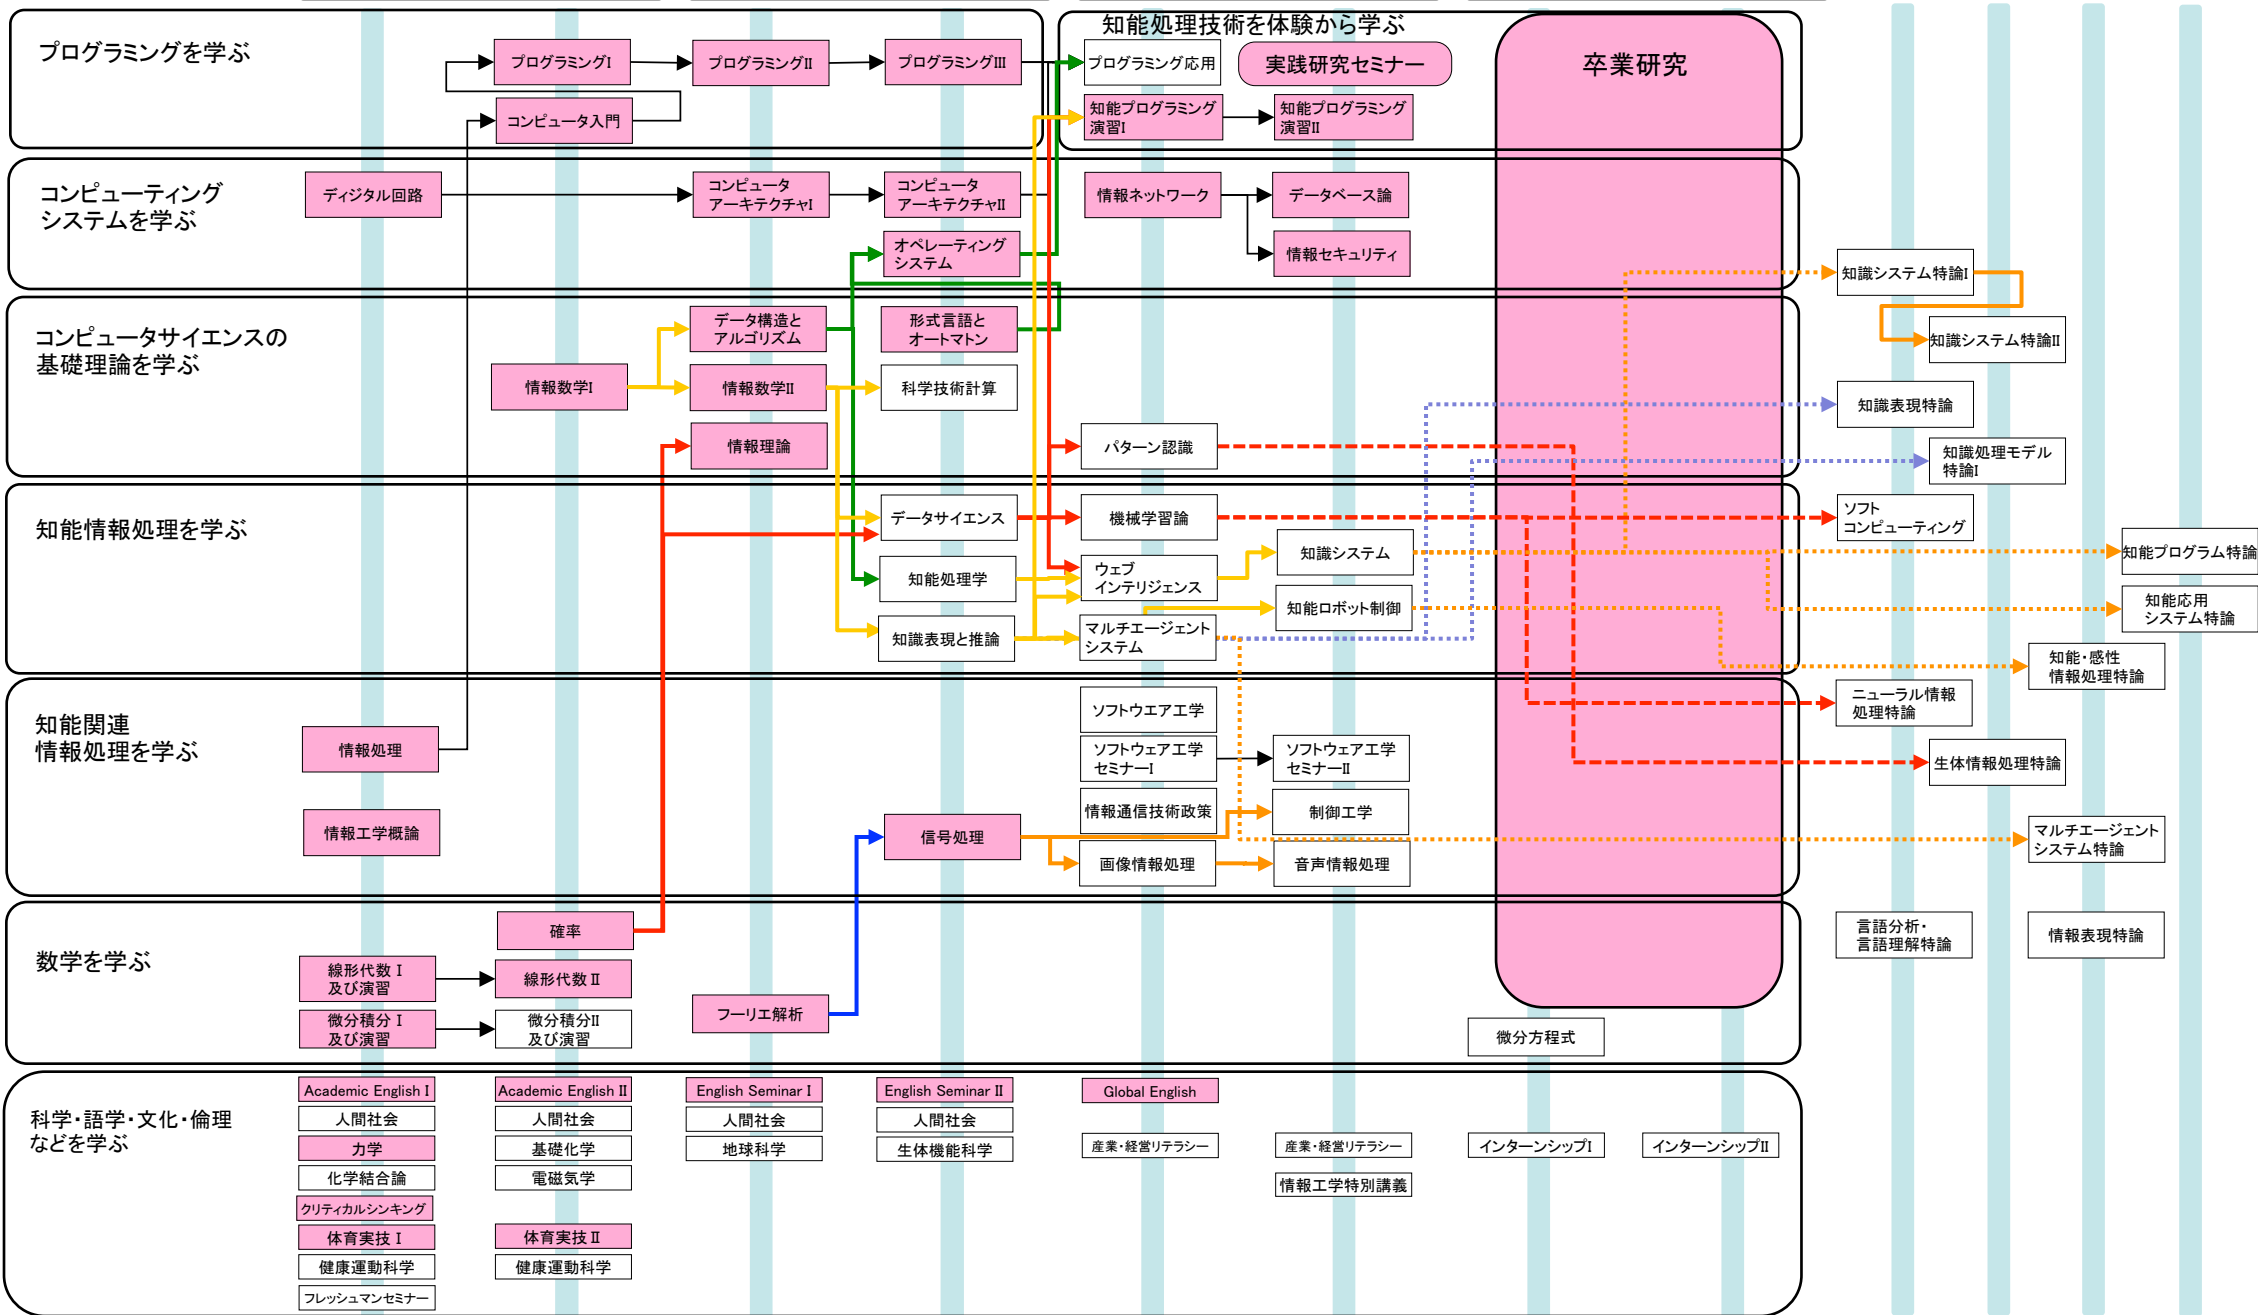 プログラミングを学ぶ
プログラミングI
プログラミングII
プログラミングIII
コンピュータ入門
知能処理技術を体験から学ぶ
プログラミング応用
実践研究セミナー
知能プログラミング
演習I
知能プログラミング
演習II
卒業研究
コンピューティング
システムを学ぶ
ディジタル回路
コンピュータ
アーキテクチャI
コンピュータ
アーキテクチャII
オペレーティング
システム
情報ネットワーク
データベース論
情報セキュリティ
知識システム特論I
知識システム特論II
コンピュータサイエンスの
基礎理論を学ぶ
情報数学I
データ構造と
アルゴリズム
情報数学II
情報理論
形式言語と
オートマトン
科学技術計算
パターン認識
知識表現特論
知識処理モデル
特論I
知能情報処理を学ぶ
データサイエンス
知能処理学
知識表現と推論
機械学習論
ウェブ
インテリジェンス
マルチエージェント
システム
知識システム
知能ロボット制御
ソフト
コンピューティング
知能プログラム特論
知能応用
システム特論
知能・感性
情報処理特論
知能関連
情報処理を学ぶ
情報処理
情報工学概論
信号処理
ソフトウエア工学
ソフトウェア工学
セミナーI
ソフトウェア工学
セミナーII
情報通信技術政策
制御工学
画像情報処理
音声情報処理
ニューラル情報
処理特論
生体情報処理特論
マルチエージェント
システム特論
数学を学ぶ
確率
線形代数 I
及び演習
線形代数 II
微分積分 I
及び演習
微分積分II
及び演習
フーリエ解析
微分方程式
言語分析・
言語理解特論
情報表現特論
科学・語学・文化・倫理
などを学ぶ
Academic English I
Academic English II
English Seminar I
English Seminar II
Global English
人間社会
人間社会
人間社会
人間社会
力学
基礎化学
地球科学
生体機能科学
産業・経営リテラシー
産業・経営リテラシー
インターンシップI
インターンシップII
化学結合論
電磁気学
情報工学特別講義
クリティカルシンキング
体育実技 I
体育実技 II
健康運動科学
健康運動科学
フレッシュマンセミナー